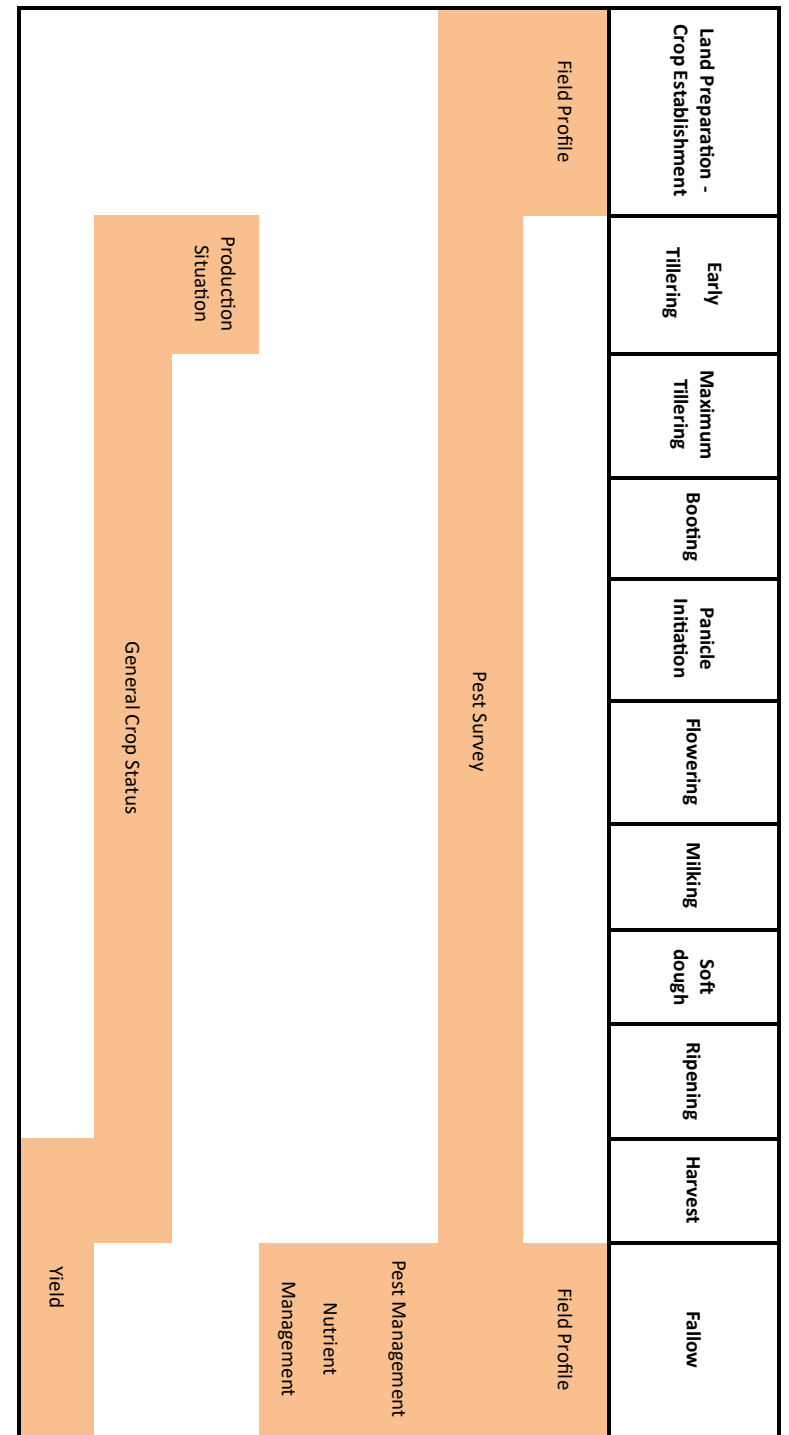 Land Preparation -
Crop Establishment
Early
Tillering
Maximum
Tillering
Booting
Panicle
Initiation
Flowering
Milking
Soft
dough
Ripening
Harvest
Fallow
Field Profile
Field Profile
Pest Survey
Pest Management
Nutrient
Management
Production
Situation
General Crop Status
Yield